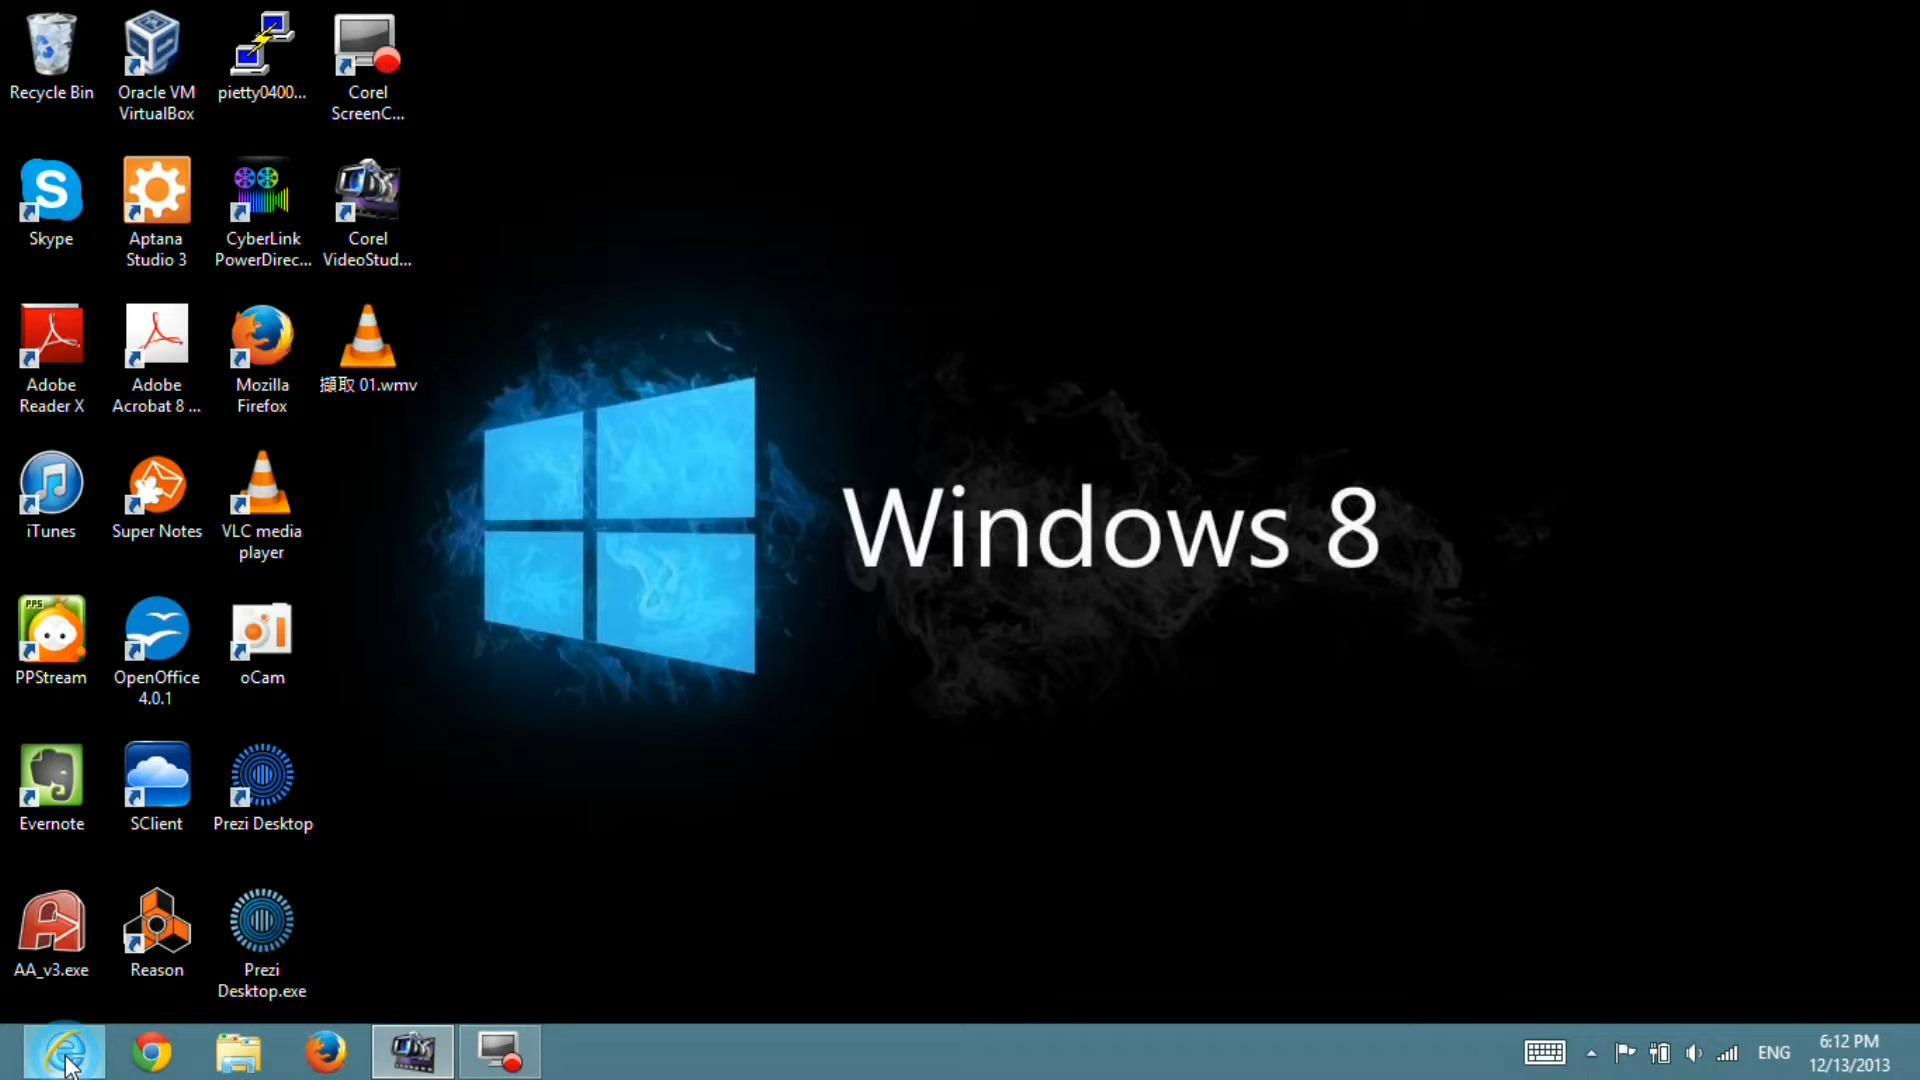 Recycle Bin
Oracle VM
VirtualBox
pietty0400...
Corel
ScreenC...
Skype
Aptana
Studio 3
CyberLink
PowerDirec...
Corel
VideoStud...
Adobe
Reader X
Adobe
Acrobat 8 ...
Mozilla
Firefox
擷取 01.wmv
iTunes
Super Notes
VLC media
player
Windows 8
PPS
PPStream
OpenOffice
4.0.1
oCam
Evernote
SClient
Prezi Desktop
AA_v3.exe
Reason
Prezi
Desktop.exe
ENG
6:12 PM
12/13/2013